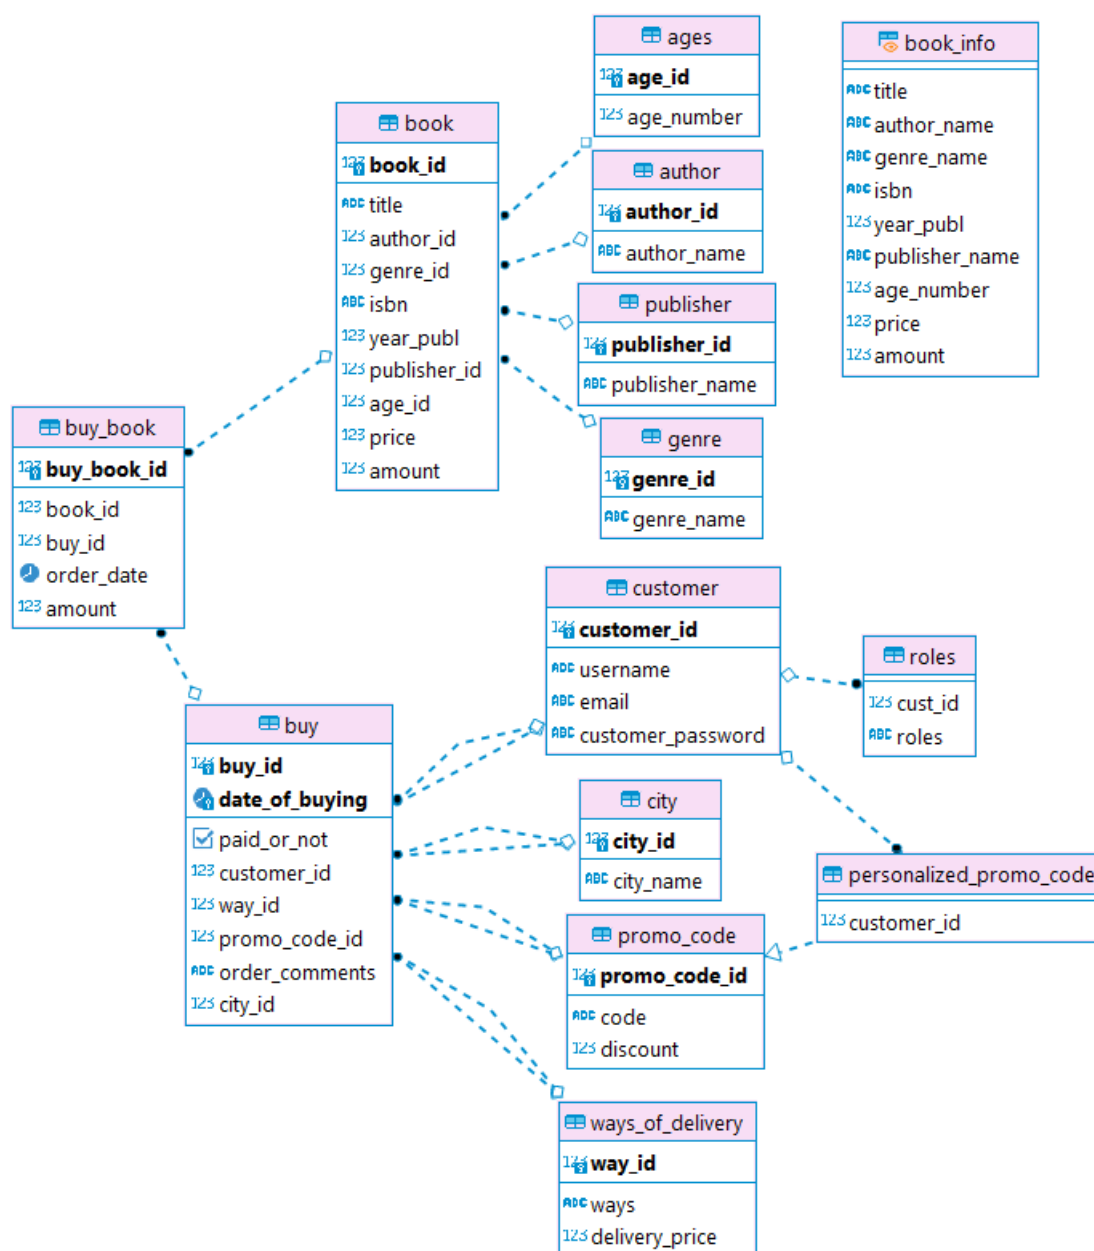 ages
age_id
age_number
book_info
title
author_name
genre_name
isbn
year_publ
publisher_name
age_number
price
amount
book
book_id
title
author_id
genre_id
isbn
year_publ
publisher_id
age_id
price
amount
author
author_id
author_name
publisher
publisher_id
publisher_name
genre
genre_id
genre_name
buy_book
buy_book_id
book_id
buy_id
order_date
amount
customer
customer_id
username
email
customer_password
roles
cust_id
roles
buy
buy_id
date_of_buying
paid_or_not
customer_id
way_id
promo_code_id
order_comments
city_id
city
city_id
city_name
personalized_promo_code
customer_id
promo_code
promo_code_id
code
discount
ways_of_delivery
way_id
ways
delivery_price